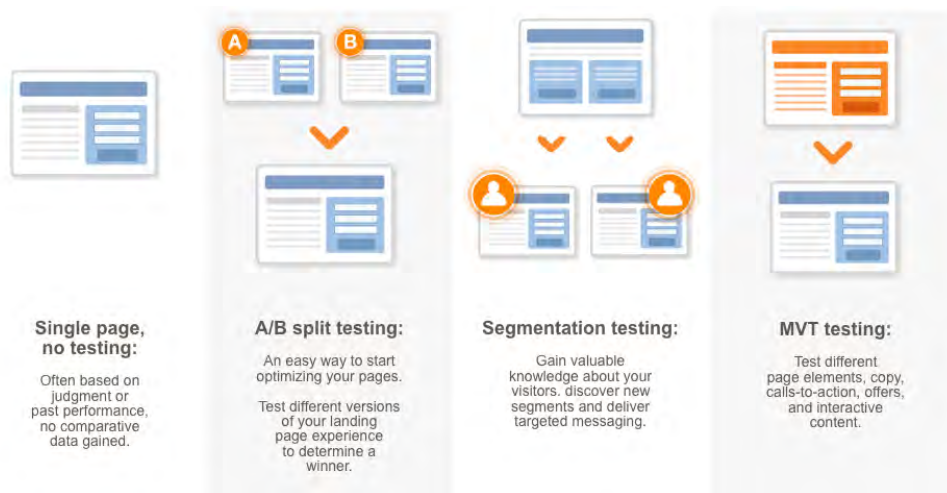 A
B
Single page,
no testing:
Often based on
judgment or
past performance,
no comparative
data gained.
A/B split testing:
An easy way to start
optimizing your pages.
Test different versions
of your landing
page experience
to determine a
winner.
Segmentation testing:
Gain valuable
knowledge about your
visitors. discover new
segments and deliver
targeted messaging.
MVT testing:
Test different
page elements, copy,
calls-to-action, offers,
and interactive
content.